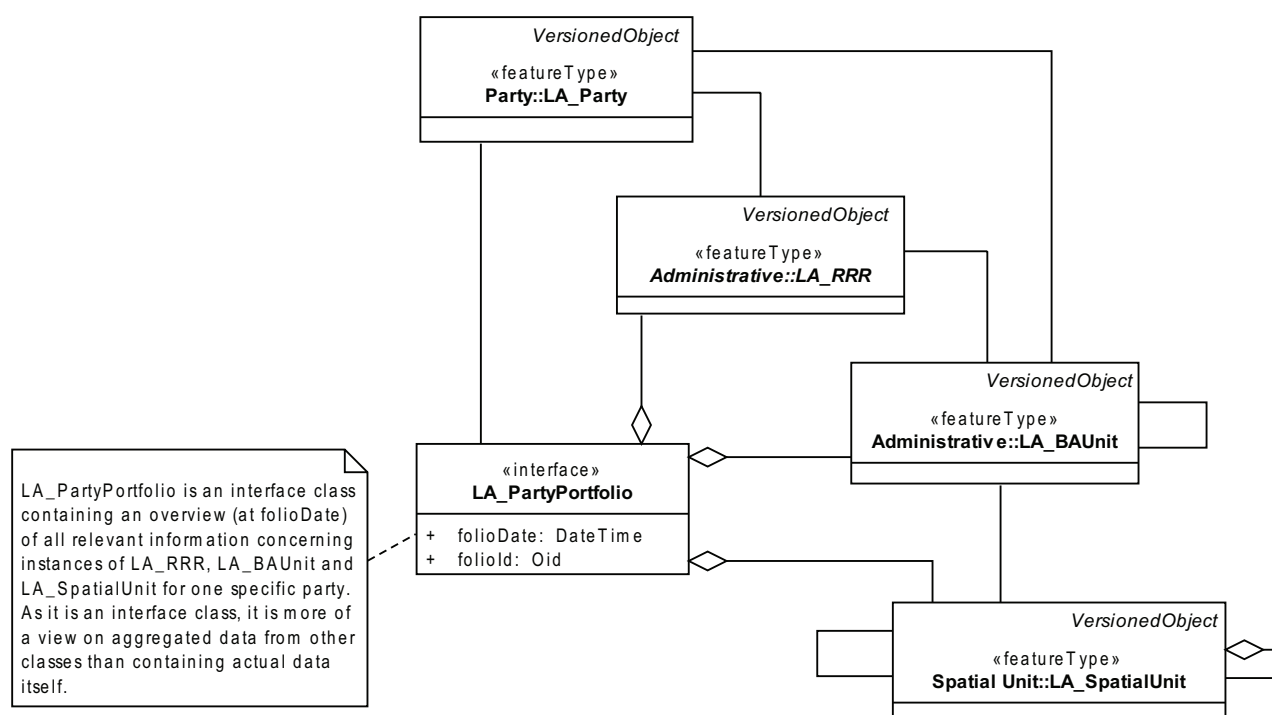 VersionedObject
«featureType»
Party::LA_Party
VersionedObject
«featureType»
Administrative::LA_RRR
VersionedObject
«featureType»
Administrative::LA_BAUnit
«interface»
LA_PartyPortfolio
+ folioDate: DateTime
+ folioId: Oid
LA_PartyPortfolio is an interface class
containing an overview (at folioDate)
of all relevant information concerning
instances of LA_RRR, LA_BAUnit and
LA_SpatialUnit for one specific party.
As it is an interface class, it is more of
a view on aggregated data from other
classes than containing actual data
itself.
VersionedObject
«featureType»
Spatial Unit::LA_SpatialUnit